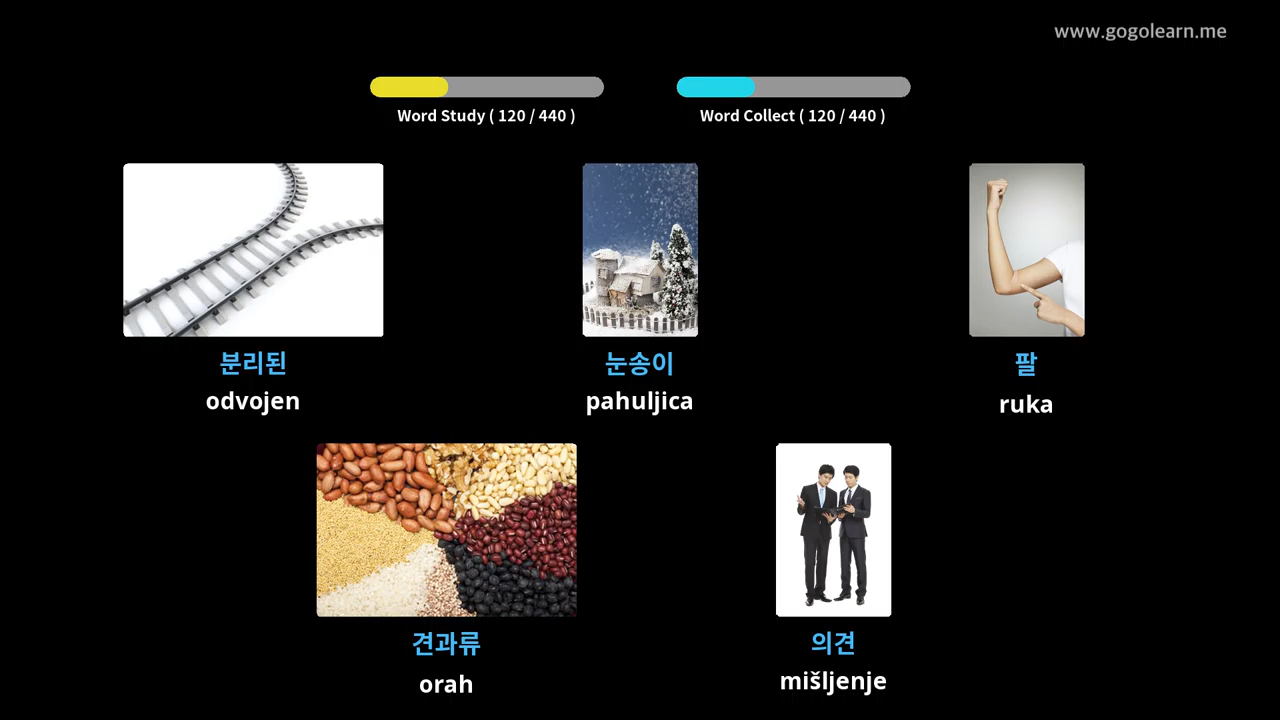 www.gogolearn.me
Word Study ( 120 / 440 )
Word Collect ( 120 / 440 )
분리된
odvojen
눈송이
pahuljica
팔
ruka
견과류
orah
의견
mišljenje